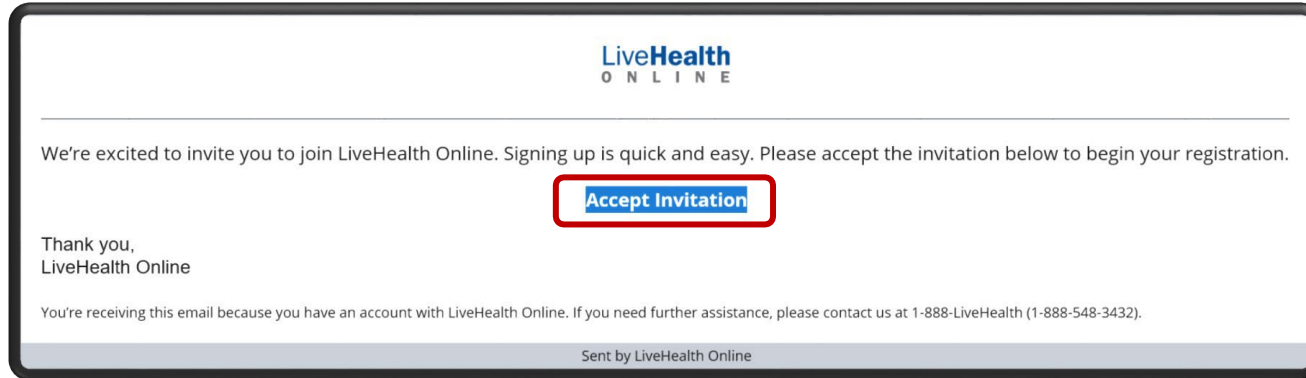 LiveHealth
ONLINE
We’re excited to invite you to join LiveHealth Online. Signing up is quick and easy. Please accept the invitation below to begin your registration.
Accept Invitation
Thank you,
LiveHealth Online
You’re receiving this email because you have an account with LiveHealth Online. If you need further assistance, please contact us at 1-888-LiveHealth (1-888-548-3432).
Sent by LiveHealth Online